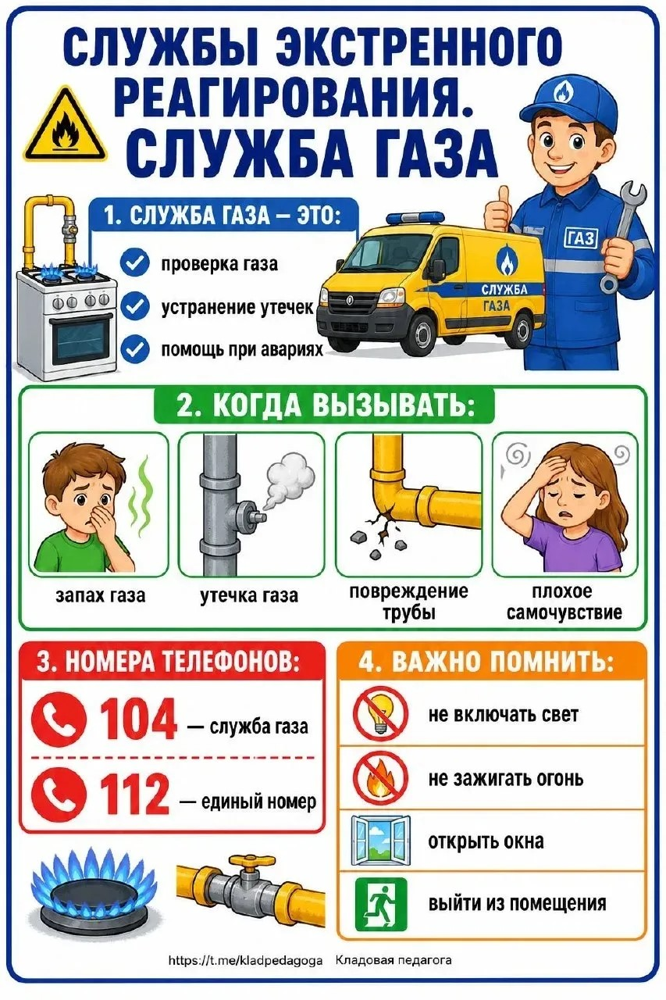 СЛУЖБЫ ЭКСТРЕННОГО
РЕАГИРОВАНИЯ.
СЛУЖБА ГАЗА
ГАЗ
1. СЛУЖБА ГАЗА – ЭТО:
проверка газа
устранение утечек
помощь при авариях
СЛУЖБА
ГАЗА
2. КОГДА ВЫЗЫВАТЬ:
запах газа
утечка газа
повреждение
трубы
плохое
самочувствие
3. НОМЕРА ТЕЛЕФОНОВ:
104 — служба газа
112 — единый номер
4. ВАЖНО ПОМНИТЬ:
не включать свет
не зажигать огонь
открыть окна
выйти из помещения
https://t.me/kladpedagoga Кладовая педагога